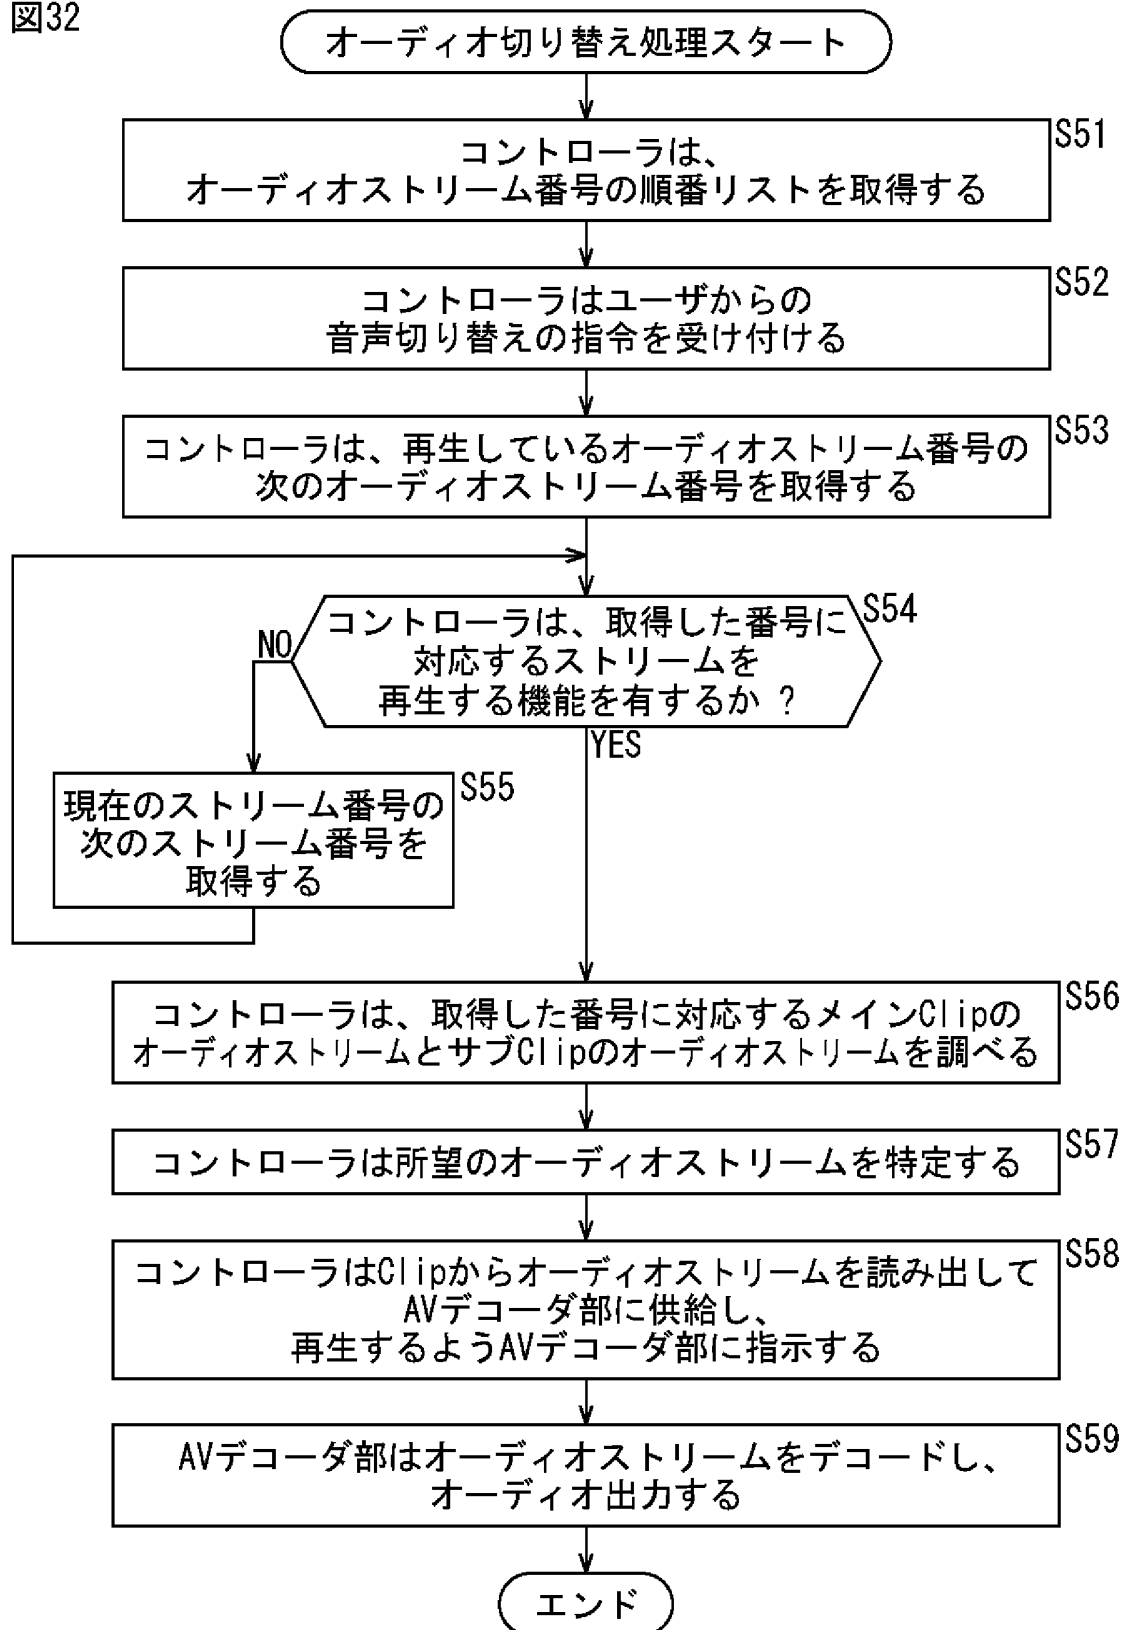 図32
オーディオ切り替え処理スタート
S51
コントローラは、
オーディオストリーム番号の順番リストを取得する
S52
コントローラはユーザからの
音声切り替えの指令を受け付ける
S53
コントローラは、再生しているオーディオストリーム番号の
次のオーディオストリーム番号を取得する
S54
コントローラは、取得した番号に
対応するストリームを
再生する機能を有するか ?
NO
YES
S55
現在のストリーム番号の
次のストリーム番号を
取得する
S56
コントローラは、取得した番号に対応するメインClipの
オーディオストリームとサブClipのオーディオストリームを調べる
S57
コントローラは所望のオーディオストリームを特定する
S58
コントローラはClipからオーディオストリームを読み出して
AVデコーダ部に供給し、
再生するようAVデコーダ部に指示する
S59
AVデコーダ部はオーディオストリームをデコードし、
オーディオ出力する
エンド